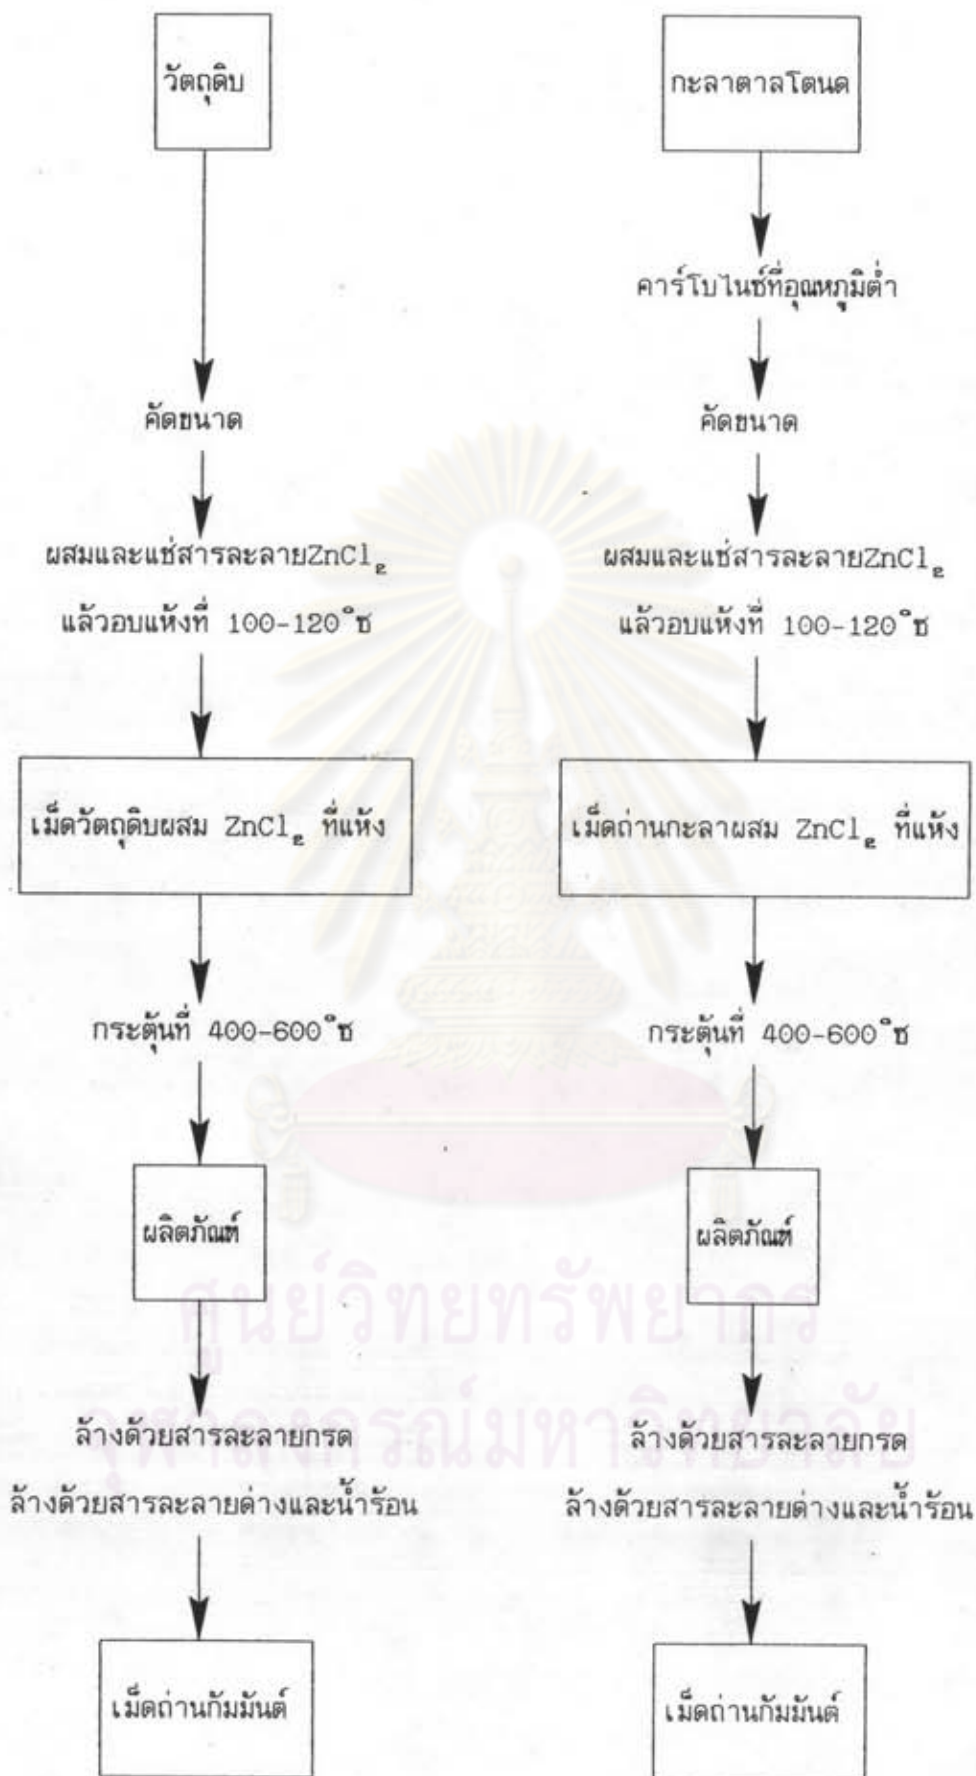 วัตถุดิบ
คัดขนาด
ผสมและแช่สารละลายZnCl₂
แล้วอบแห้งที่ 100-120 ซํ
เม็ดวัตถุดิบผสม ZnCl₂ ที่แห้ง
กระตุ้นที่ 400-600 ซํ
ผลิตภัณฑ์
ล้างด้วยสารละลายกรด
ล้างด้วยสารละลายด่างและน้ำร้อน
เม็ดถ่านกัมมันต์
กะลาตาลโตนด
คาร์โบไนซ์ที่อุณหภูมิต่ำ
คัดขนาด
ผสมและแช่สารละลายZnCl₂
แล้วอบแห้งที่ 100-120 ซํ
เม็ดถ่านกะลาผสม ZnCl₂ ที่แห้ง
กระตุ้นที่ 400-600 ซํ
ผลิตภัณฑ์
ล้างด้วยสารละลายกรด
ล้างด้วยสารละลายด่างและน้ำร้อน
เม็ดถ่านกัมมันต์
ศูนย์วิทยทรัพยากร
จุฬาลงกรณ์มหาวิทยาลัย